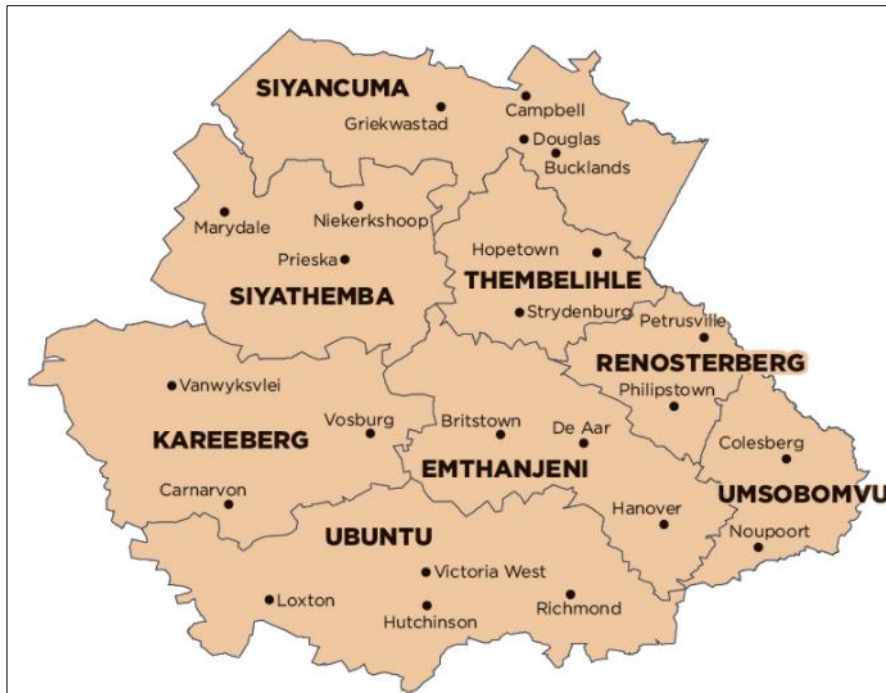 SIYANCUMA
Campbell
Griekwastad
Douglas
Bucklands
Marydale
Niekerkshoop
Hopetown
Prieska
THEMBELIHLE
SIYATHEMBA
Strydenburg
Petrusville
RENOSTERBERG
Vanwyksvlei
Philipstown
Vosburg
Britstown
De Aar
KAREEBERG
Colesberg
EMTHANJENI
UMSOBOMVU
Carnarvon
Hanover
UBUNTU
Noupoort
Victoria West
Loxton
Richmond
Hutchinson